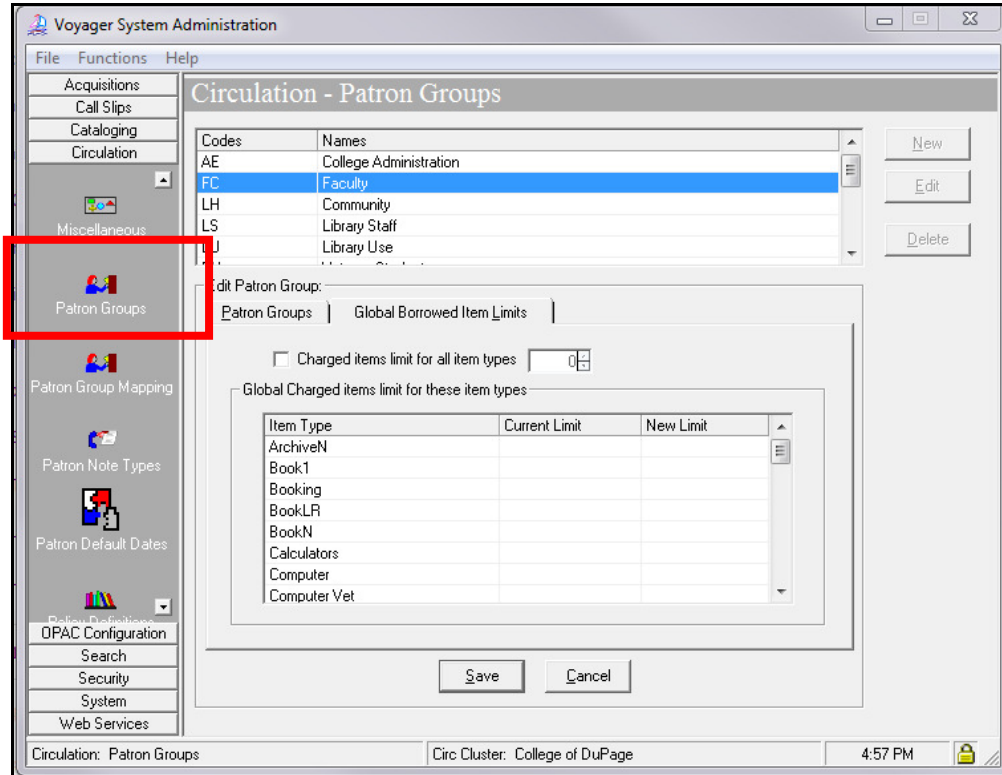 Voyager System Administration
File Functions Help
Acquisitions
Call Slips
Cataloging
Circulation
Miscellaneous
Patron Groups
Patron Group Mapping
Patron Note Types
Patron Default Dates
Policy Definitions
OPAC Configuration
Search
Security
System
Web Services
Circulation - Patron Groups
Codes Names
AE College Administration
FC Faculty
LH Community
LS Library Staff
LU Library Use
New
Edit
Delete
Edit Patron Group:
Patron Groups Global Borrowed Item Limits
Charged items limit for all item types 0
Global Charged items limit for these item types
Item Type Current Limit New Limit
ArchiveN
Book1
Booking
BookLR
BookN
Calculators
Computer
Computer Vet
Save Cancel
Circulation: Patron Groups Circ Cluster: College of DuPage 4:57 PM